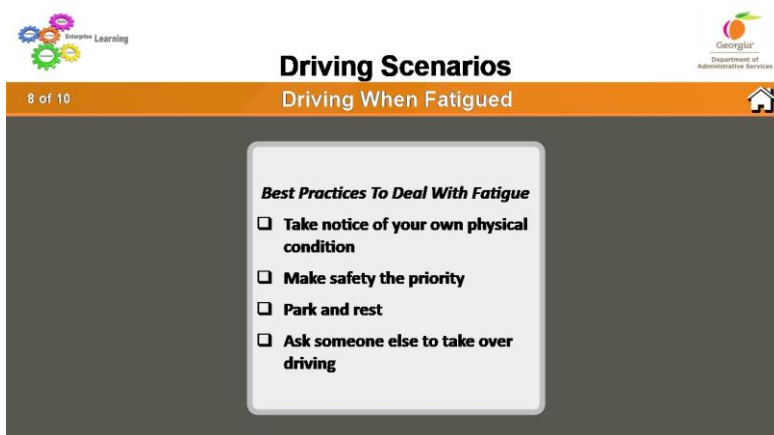 Enterprise Learning
Georgia
Department of
Administrative Services
Driving Scenarios
8 of 10
Driving When Fatigued
Best Practices To Deal With Fatigue
Take notice of your own physical
condition
Make safety the priority
Park and rest
Ask someone else to take over
driving